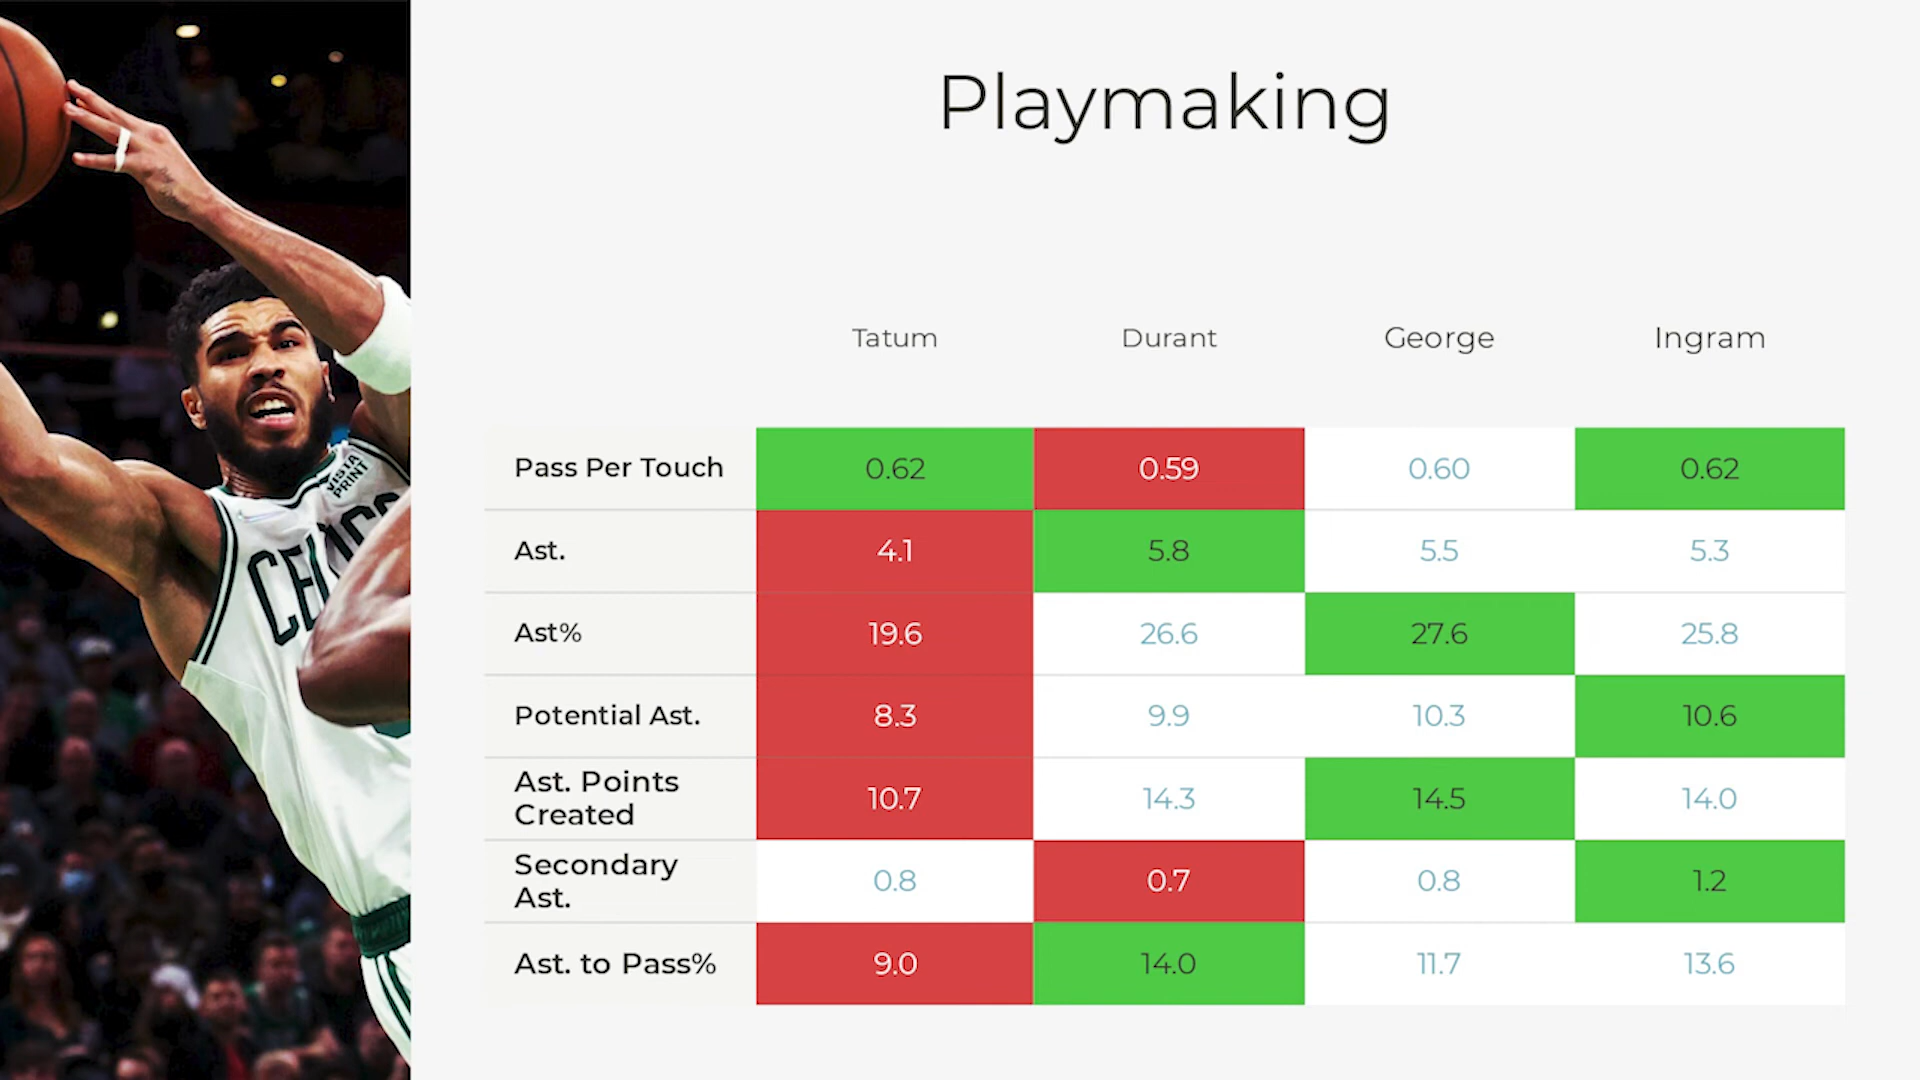 Playmaking
Tatum Durant George Ingram
Pass Per Touch 0.62 0.59 0.60 0.62
Ast. 4.1 5.8 5.5 5.3
Ast% 19.6 26.6 27.6 25.8
Potential Ast. 8.3 9.9 10.3 10.6
Ast. Points
Created 10.7 14.3 14.5 14.0
Secondary
Ast. 0.8 0.7 0.8 1.2
Ast. to Pass% 9.0 14.0 11.7 13.6
VISTA
PRINT